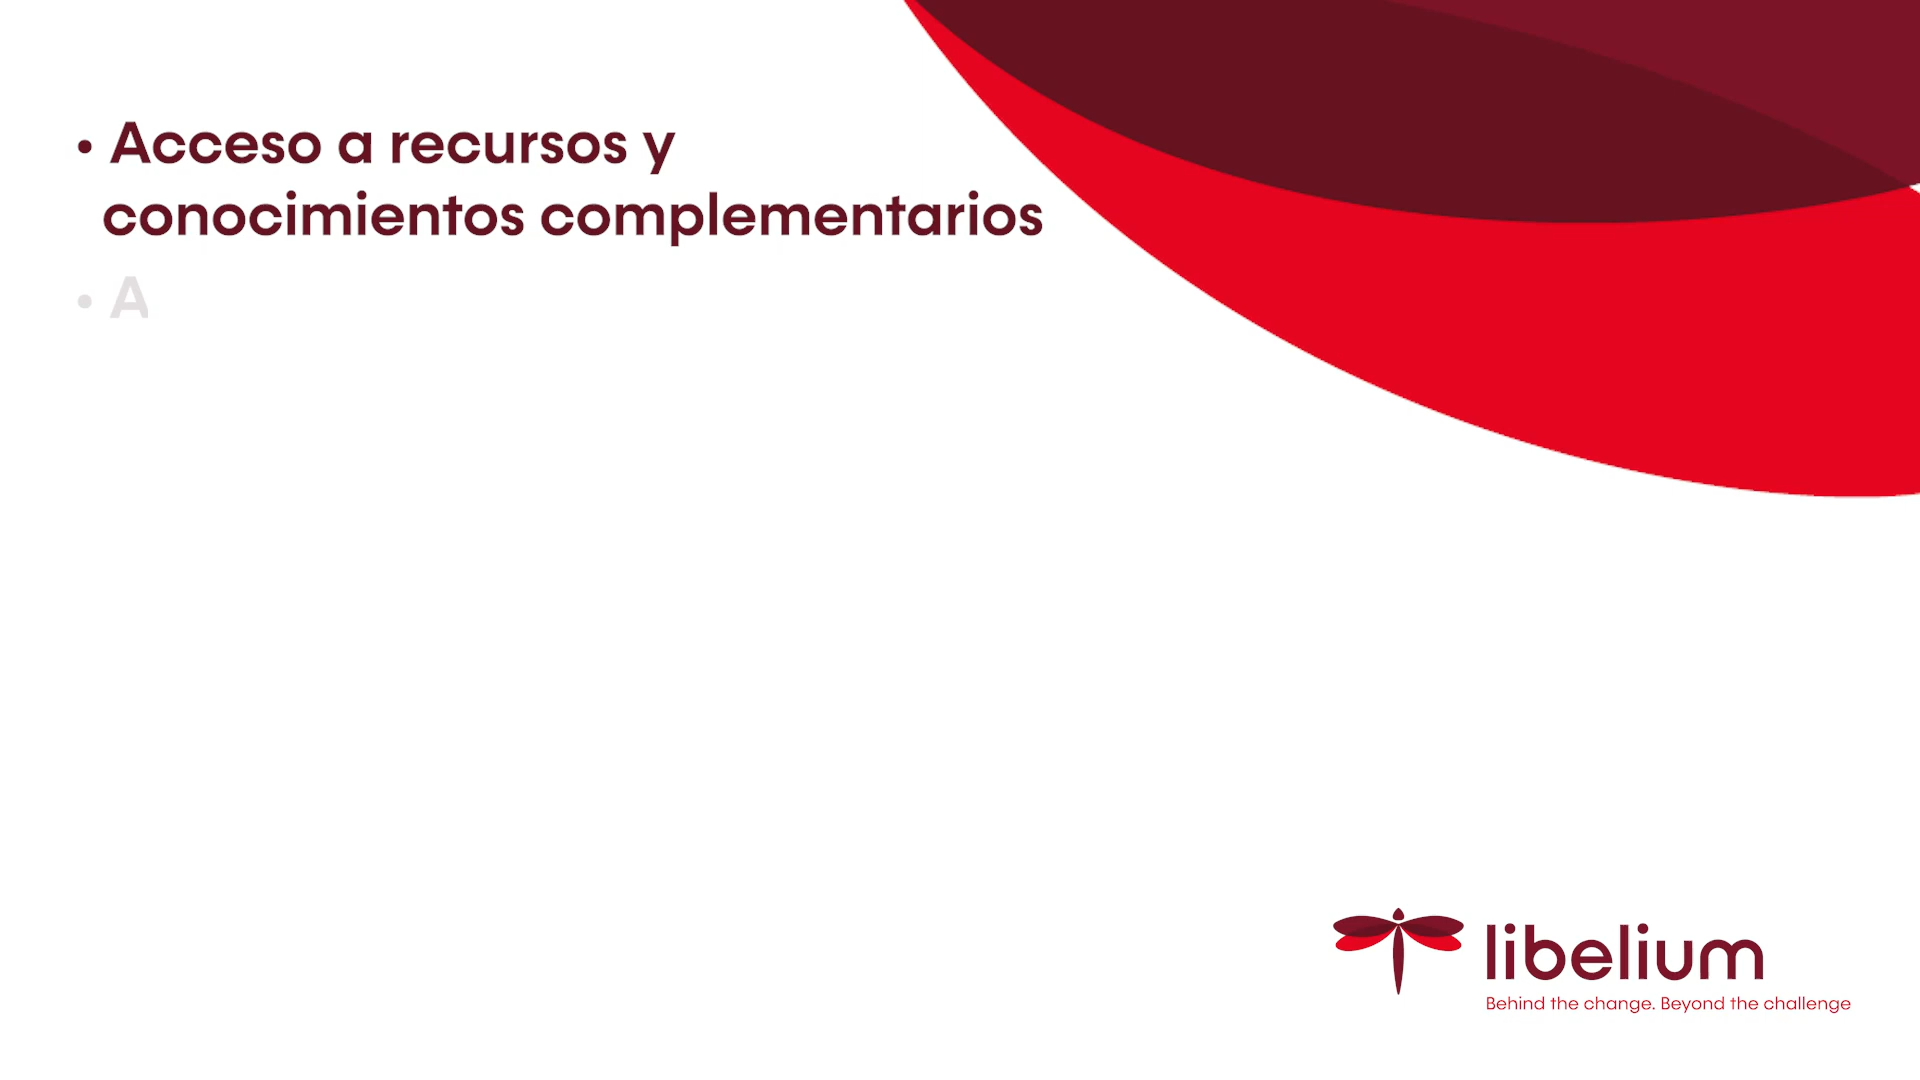 • Acceso a recursos y
conocimientos complementarios
• A
libelium
Behind the change. Beyond the challenge